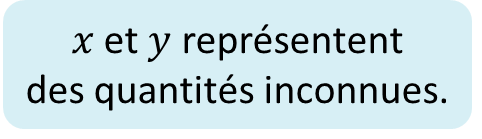 x et y représentent
des quantités inconnues.